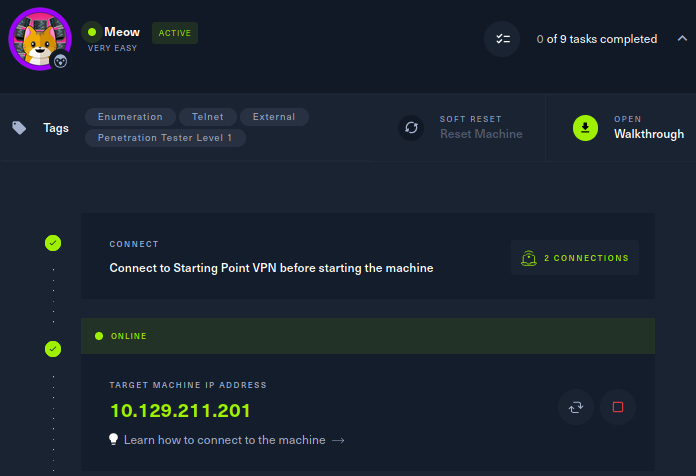 Meow
ACTIVE
VERY EASY
0 of 9 tasks completed
Tags
Enumeration
Telnet
External
Penetration Tester Level 1
SOFT RESET
Reset Machine
OPEN
Walkthrough
CONNECT
Connect to Starting Point VPN before starting the machine
2 CONNECTIONS
ONLINE
TARGET MACHINE IP ADDRESS
10.129.211.201
Learn how to connect to the machine →